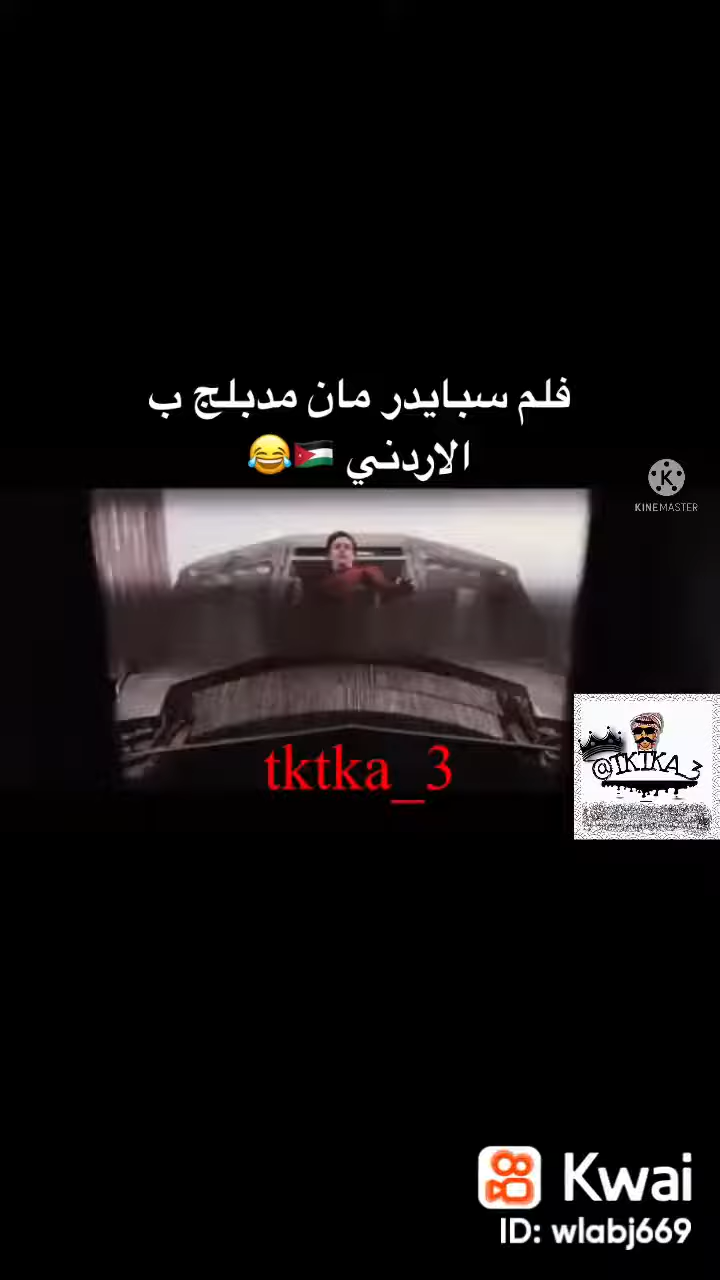 فلم سبايدر مان مدبلج ب
الاردني 🇯🇴😂
KINEMASTER
tktka_3
@TKTKA_3
Kwai
ID: wlabj669